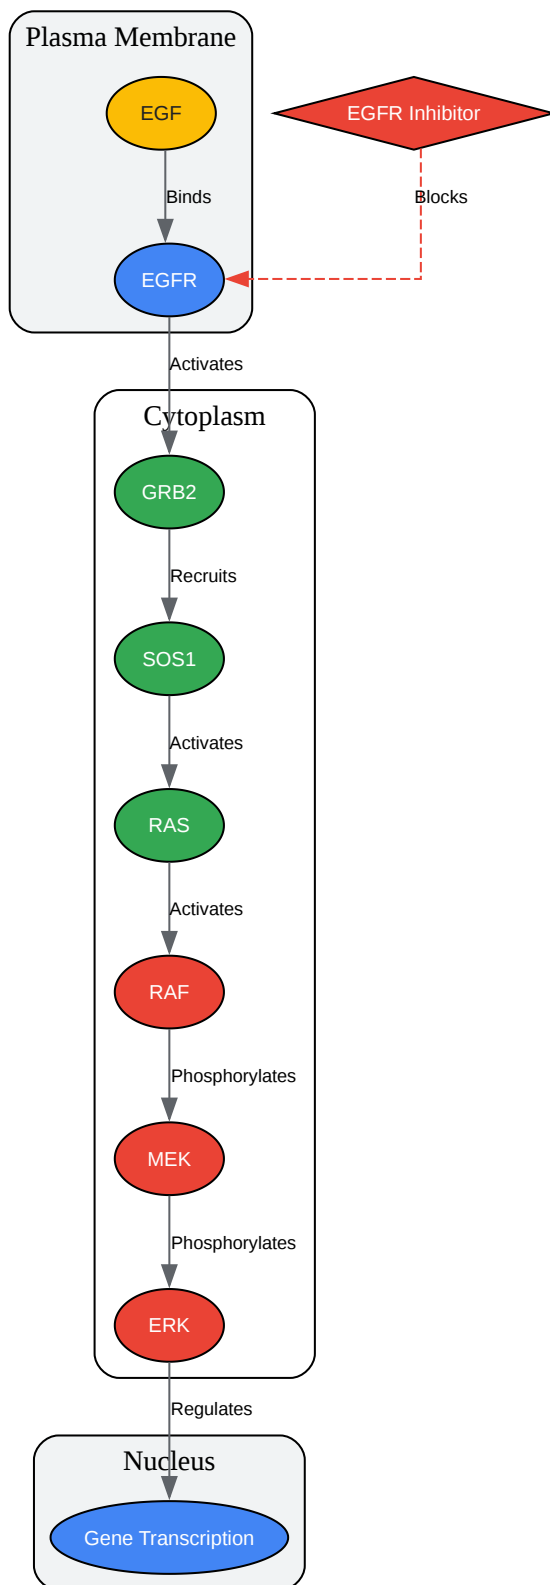 Plasma Membrane
EGF
EGFR Inhibitor
Binds
Blocks
EGFR
Activates
Cytoplasm
GRB2
Recruits
SOS1
Activates
RAS
Activates
RAF
Phosphorylates
MEK
Phosphorylates
ERK
Regulates
Nucleus
Gene Transcription